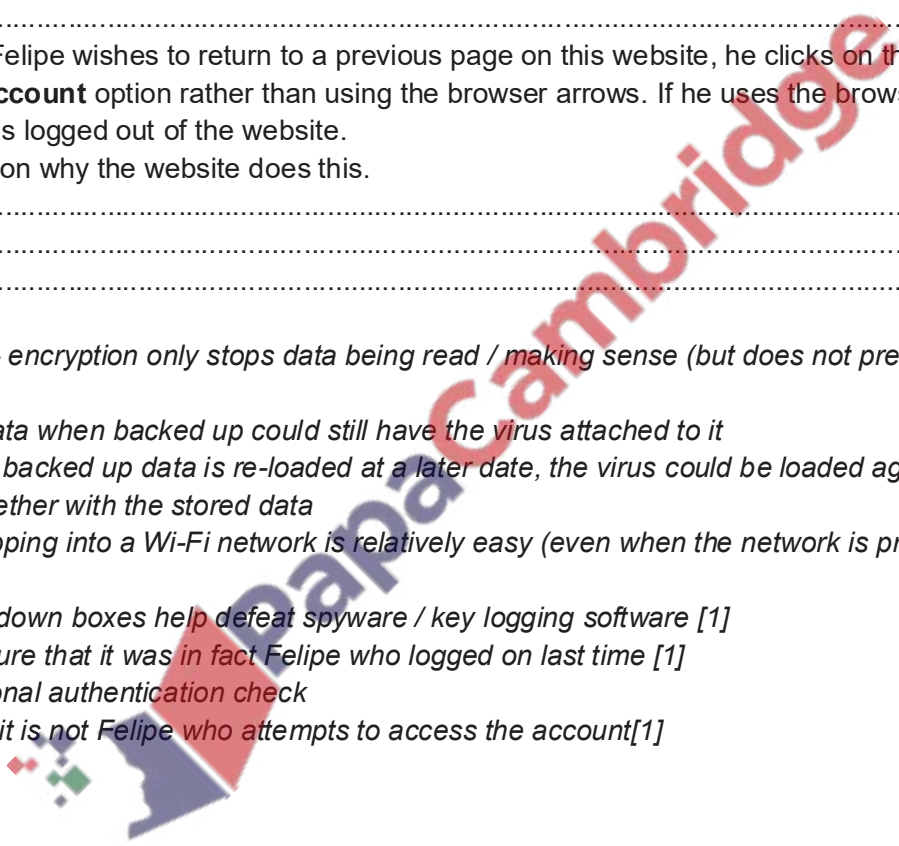 ................................................................................
Felipe wishes to return to a previous page on this website, he clicks on th
ccount option rather than using the browser arrows. If he uses the brows
s logged out of the website.
on why the website does this.
................................................................................
................................................................................
................................................................................
encryption only stops data being read / making sense (but does not pre
ata when backed up could still have the virus attached to it
backed up data is re-loaded at a later date, the virus could be loaded ag
ether with the stored data
pping into a Wi-Fi network is relatively easy (even when the network is pr
down boxes help defeat spyware / key logging software [1]
ure that it was in fact Felipe who logged on last time [1]
onal authentication check
it is not Felipe who attempts to access the account[1]
PapaCambridge